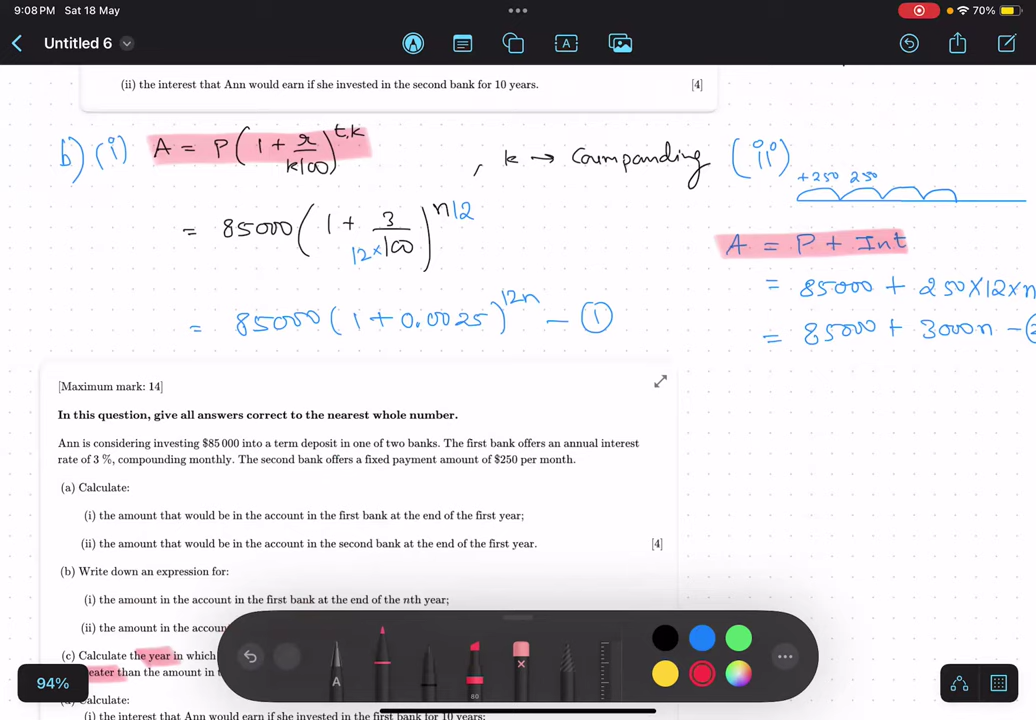 9:08 PM Sat 18 May
70%
Untitled 6
(ii) the interest that Ann would earn if she invested in the second bank for 10 years. [4]
b) (i) A = P(1 + r/k100)^t.k , k → Coumpanding (ii)
+250 250
= 85000(1 + 3/12×100)^n12
A = P + Int
= 85000 + 250×12×n
= 85000(1 + 0.0025)^12n — ①
= 85000 + 3000n -
[Maximum mark: 14]
In this question, give all answers correct to the nearest whole number.
Ann is considering investing $85 000 into a term deposit in one of two banks. The first bank offers an annual interest
rate of 3 %, compounding monthly. The second bank offers a fixed payment amount of $250 per month.
(a) Calculate:
(i) the amount that would be in the account in the first bank at the end of the first year;
(ii) the amount that would be in the account in the second bank at the end of the first year. [4]
(b) Write down an expression for:
(i) the amount in the account in the first bank at the end of the nth year;
(ii) the amount in the accoun
(c) Calculate the year in which
eater than the amount in
94%
A
80
alculate:
(i) the interest that Ann would earn if she invested in the first bank for 10 years;